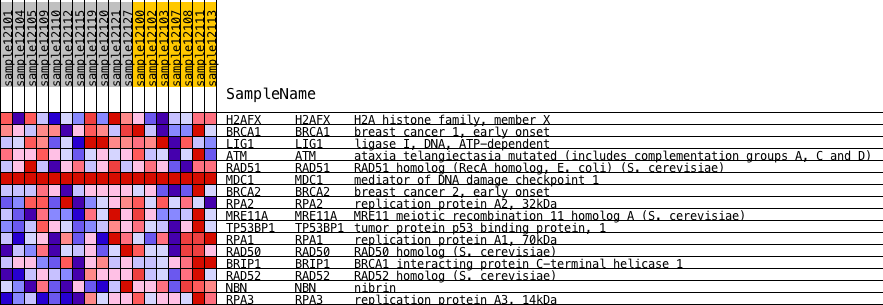 sample12101
sample12104
sample12105
sample12109
sample12110
sample12112
sample12115
sample12119
sample12120
sample12121
sample12127
sample12100
sample12102
sample12103
sample12107
sample12108
sample12111
sample12113
SampleName
H2AFX H2AFX H2A histone family, member X
BRCA1 BRCA1 breast cancer 1, early onset
LIG1 LIG1 ligase I, DNA, ATP-dependent
ATM ATM ataxia telangiectasia mutated (includes complementation groups A, C and D)
RAD51 RAD51 RAD51 homolog (RecA homolog, E. coli) (S. cerevisiae)
MDC1 MDC1 mediator of DNA damage checkpoint 1
BRCA2 BRCA2 breast cancer 2, early onset
RPA2 RPA2 replication protein A2, 32kDa
MRE11A MRE11A MRE11 meiotic recombination 11 homolog A (S. cerevisiae)
TP53BP1 TP53BP1 tumor protein p53 binding protein, 1
RPA1 RPA1 replication protein A1, 70kDa
RAD50 RAD50 RAD50 homolog (S. cerevisiae)
BRIP1 BRIP1 BRCA1 interacting protein C-terminal helicase 1
RAD52 RAD52 RAD52 homolog (S. cerevisiae)
NBN NBN nibrin
RPA3 RPA3 replication protein A3, 14kDa